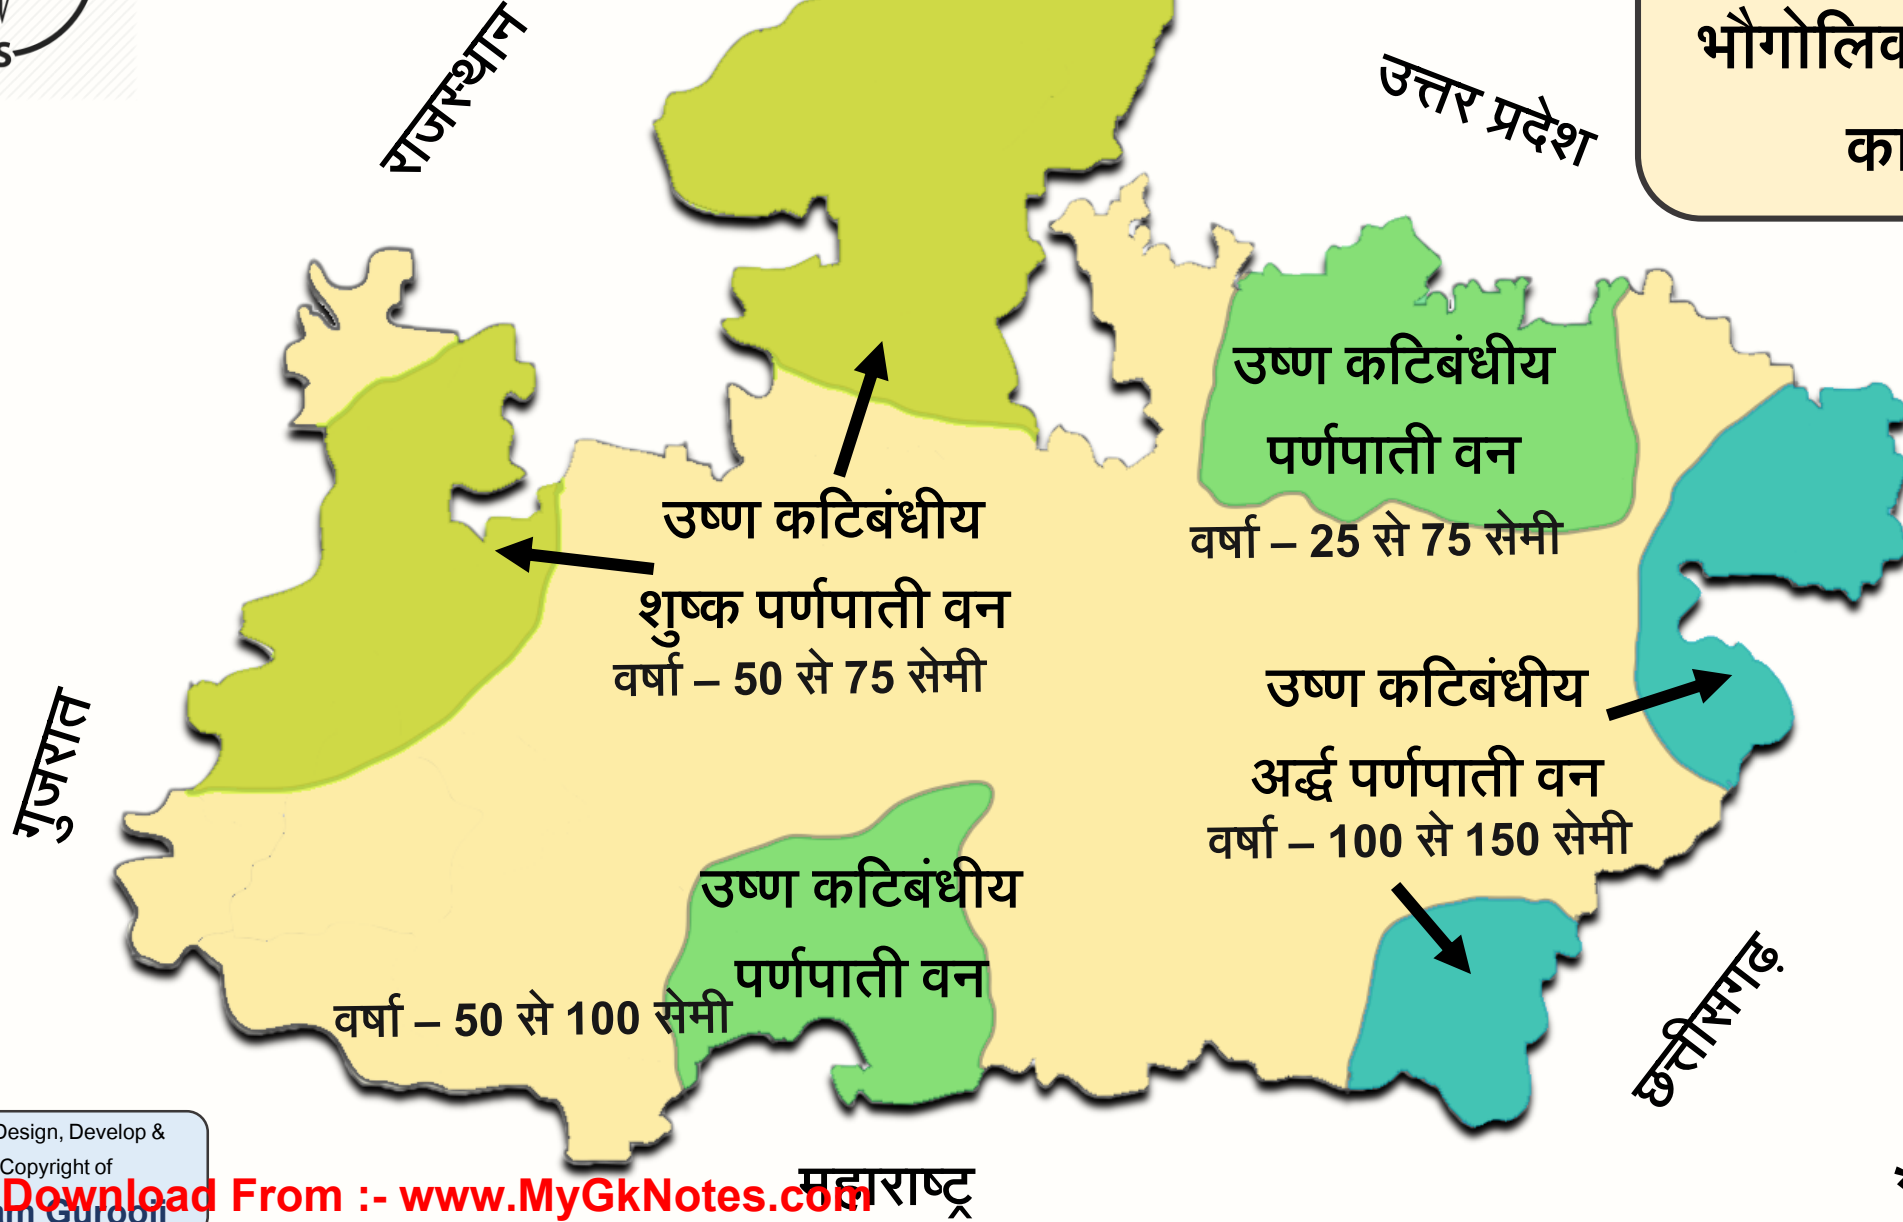 S
राजस्थान
उत्तर प्रदेश
का
उष्ण कटिबंधीय
पर्णपाती वन
वर्षा – 25 से 75 सेमी
उष्ण कटिबंधीय
शुष्क पर्णपाती वन
वर्षा – 50 से 75 सेमी
गुजरात
उष्ण कटिबंधीय
अर्द्ध पर्णपाती वन
वर्षा – 100 से 150 सेमी
उष्ण कटिबंधीय
पर्णपाती वन
वर्षा – 50 से 100 सेमी
छत्तीसगढ़
Design, Develop &
Copyright of
Gurooji
Download From :- www.MyGkNotes.com
महाराष्ट्र